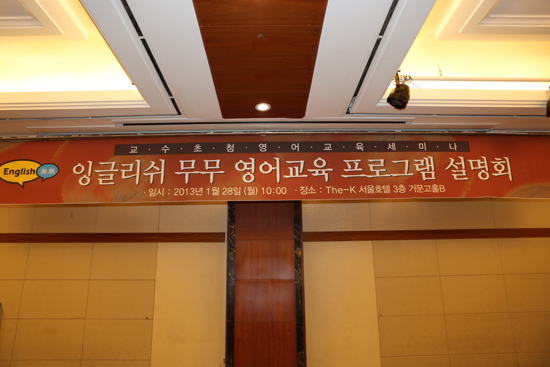 교·수·초·청·영·어·교·육·세·미·나
English 무무
잉글리쉬 무무 영어교육 프로그램 설명회
· 일시 : 2013년 1월 28일 (월) 10:00 · 장소 : The-K 서울호텔 3층 거문고홀B